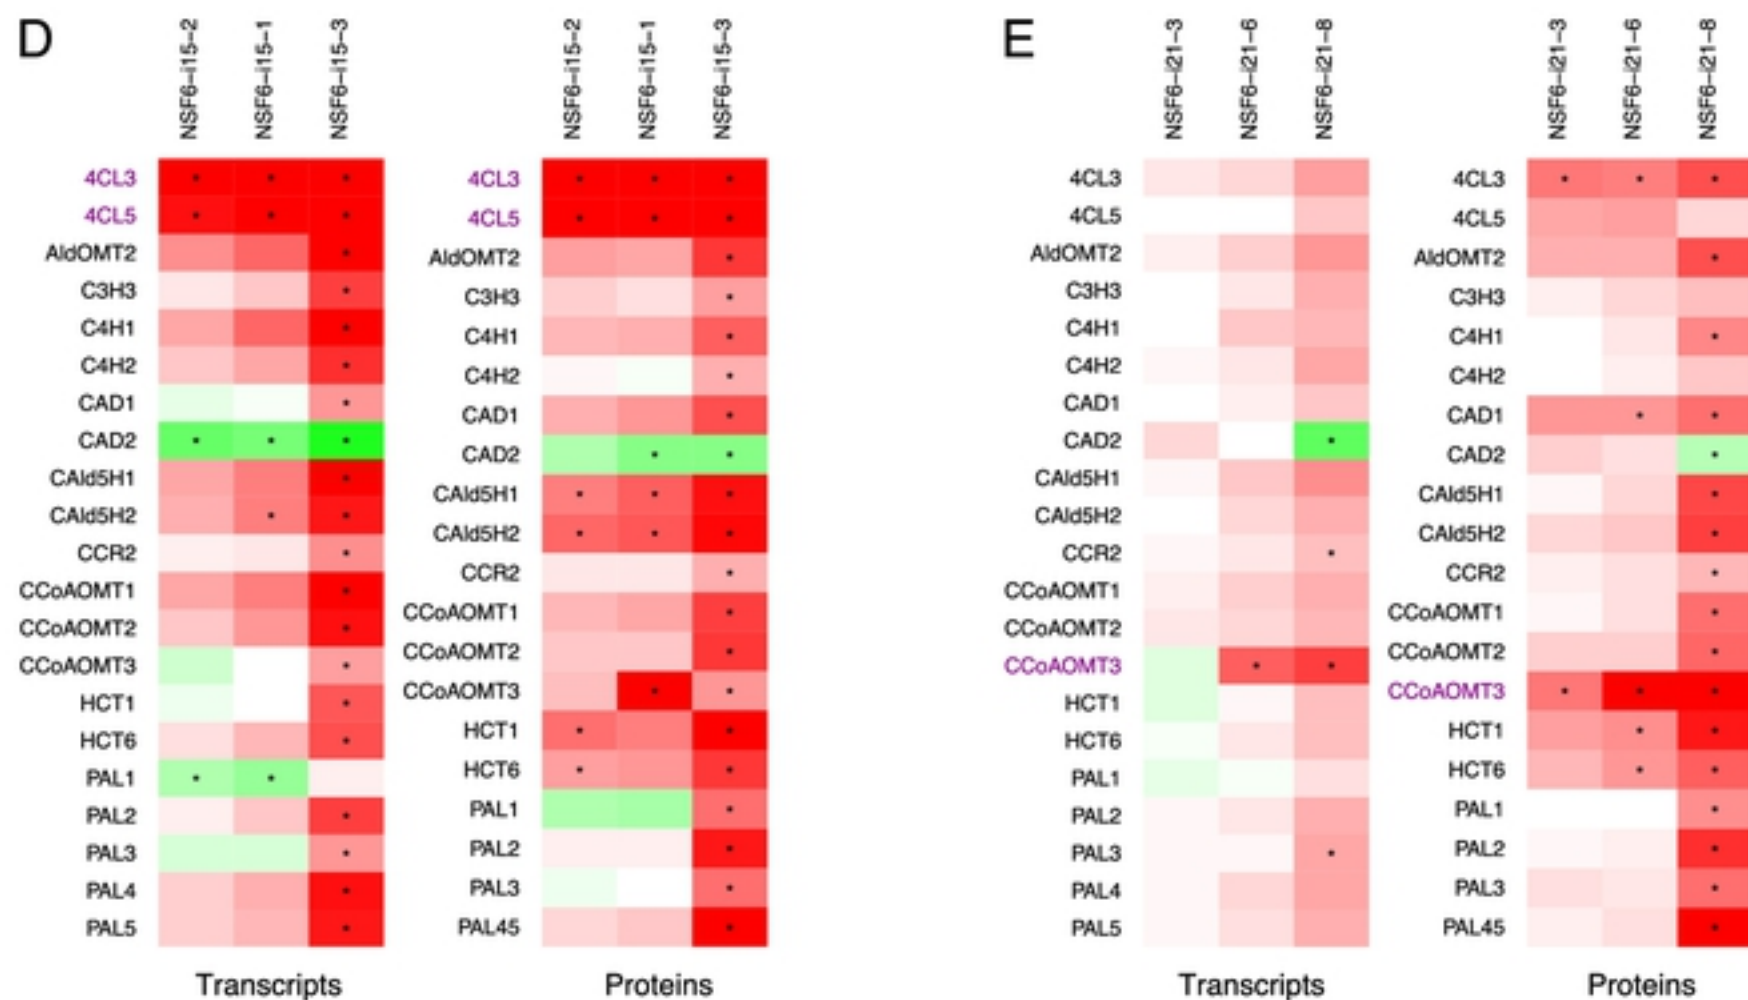 D
NSF6-i15-2
NSF6-i15-1
NSF6-i15-3
4CL3
4CL5
AldOMT2
C3H3
C4H1
C4H2
CAD1
CAD2
CAld5H1
CAld5H2
CCR2
CCoAOMT1
CCoAOMT2
CCoAOMT3
HCT1
HCT6
PAL1
PAL2
PAL3
PAL4
PAL5
Transcripts
NSF6-i15-2
NSF6-i15-1
NSF6-i15-3
4CL3
4CL5
AldOMT2
C3H3
C4H1
C4H2
CAD1
CAD2
CAld5H1
CAld5H2
CCR2
CCoAOMT1
CCoAOMT2
CCoAOMT3
HCT1
HCT6
PAL1
PAL2
PAL3
PAL45
Proteins
E
NSF6-i21-3
NSF6-i21-6
NSF6-i21-8
4CL3
4CL5
AldOMT2
C3H3
C4H1
C4H2
CAD1
CAD2
CAld5H1
CAld5H2
CCR2
CCoAOMT1
CCoAOMT2
CCoAOMT3
HCT1
HCT6
PAL1
PAL2
PAL3
PAL4
PAL5
Transcripts
NSF6-i21-3
NSF6-i21-6
NSF6-i21-8
4CL3
4CL5
AldOMT2
C3H3
C4H1
C4H2
CAD1
CAD2
CAld5H1
CAld5H2
CCR2
CCoAOMT1
CCoAOMT2
CCoAOMT3
HCT1
HCT6
PAL1
PAL2
PAL3
PAL45
Proteins